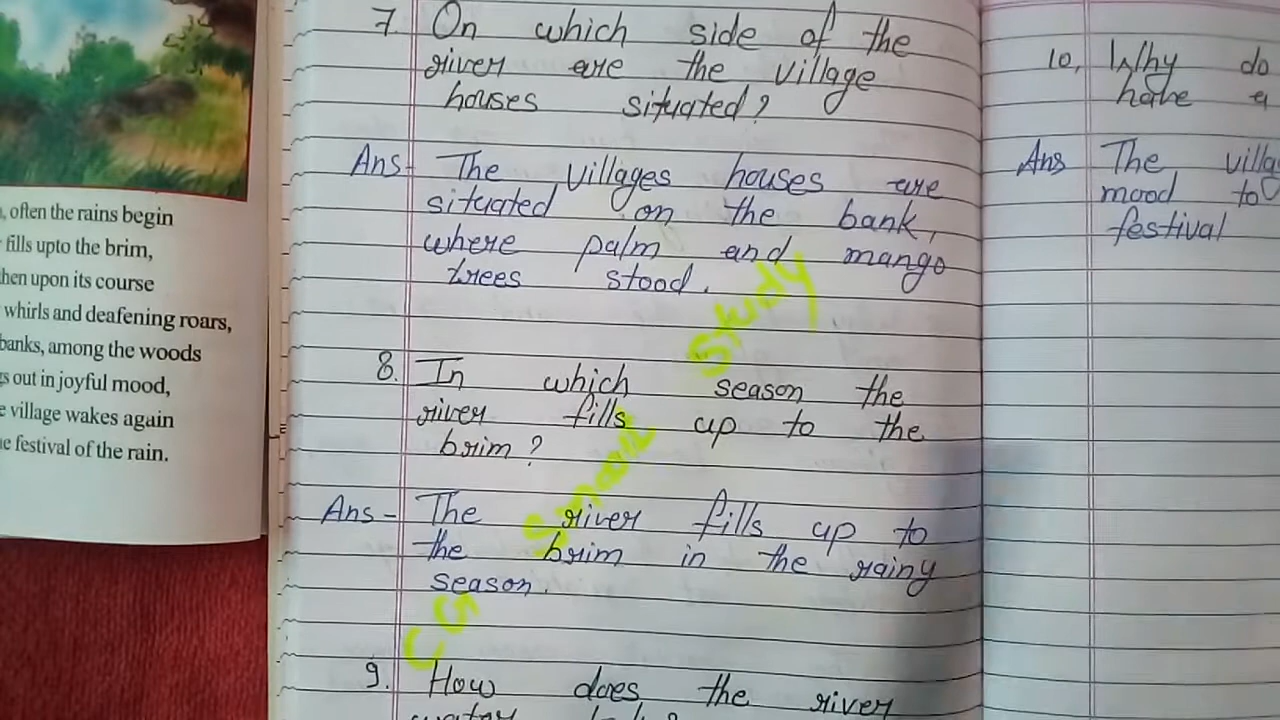 , often the rains begin
fills upto the brim,
then upon its course
whirls and deafening roars,
banks, among the woods
out in joyful mood,
village wakes again
festival of the rain.
7. On which side of the
river are the village
houses situated?
Ans- The villages houses are
situated on the bank,
where palm and mango
trees stood.
8. In which season the
river fills up to the
brim?
Ans- The river fills up to
the brim in the rainy
season.
9. How does the river
CG Smart Study
10, Why do
have a
Ans The villag
mood to
festival